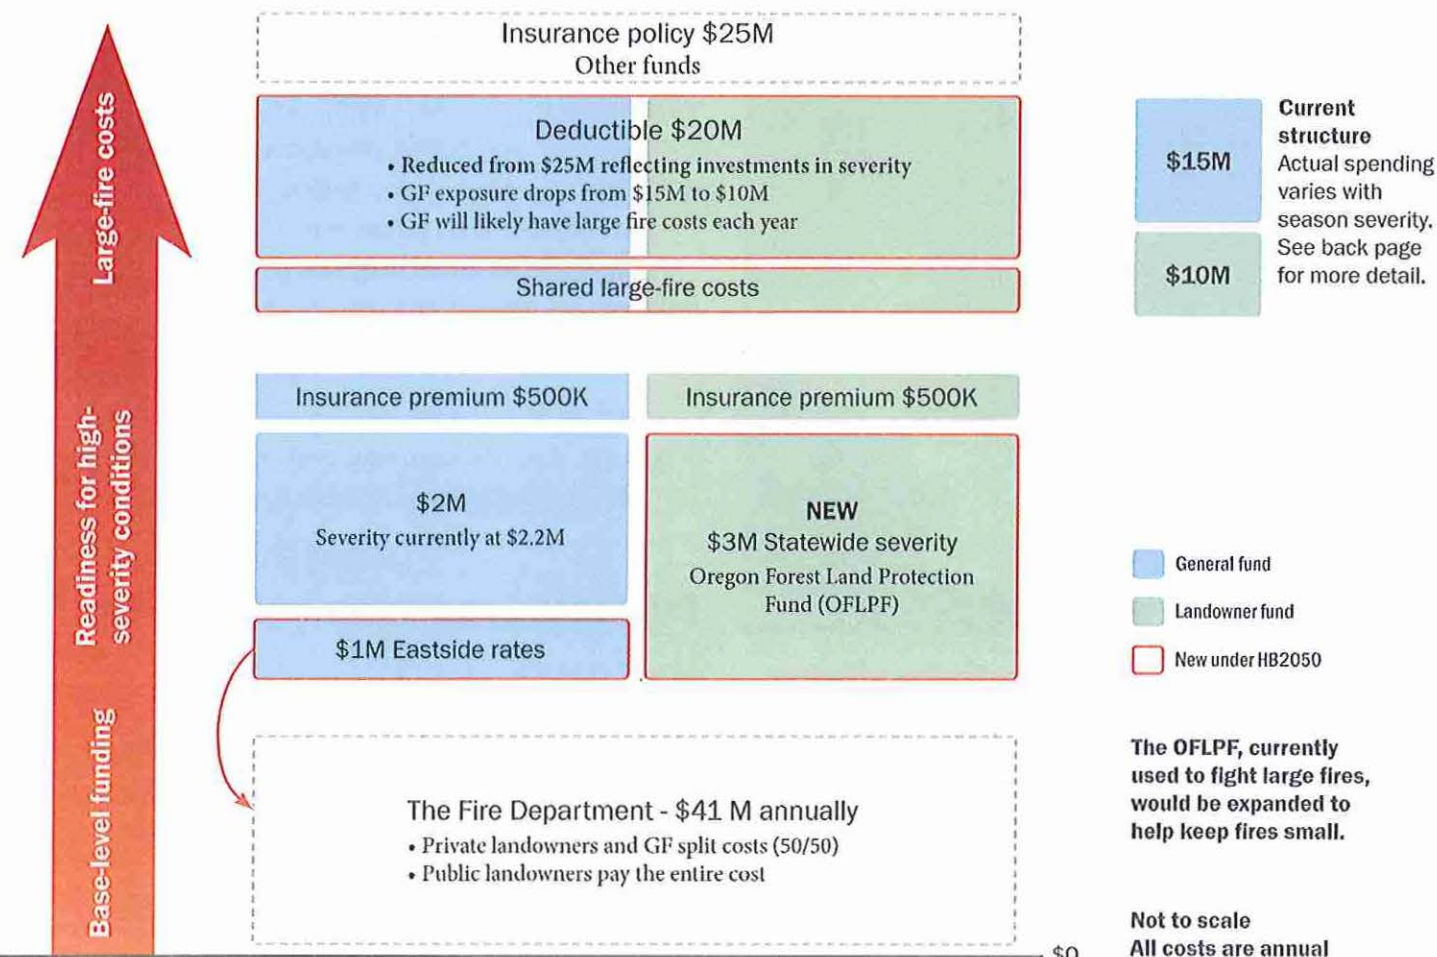 Insurance policy $25M
Other funds
Large-fire costs
Deductible $20M
• Reduced from $25M reflecting investments in severity
• GF exposure drops from $15M to $10M
• GF will likely have large fire costs each year
Shared large-fire costs
$15M
$10M
Current
structure
Actual spending
varies with
season severity.
See back page
for more detail.
Readiness for high-
severity conditions
Insurance premium $500K
Insurance premium $500K
$2M
Severity currently at $2.2M
NEW
$3M Statewide severity
Oregon Forest Land Protection
Fund (OFLPF)
$1M Eastside rates
General fund
Landowner fund
New under HB2050
Base-level funding
The Fire Department - $41 M annually
• Private landowners and GF split costs (50/50)
• Public landowners pay the entire cost
The OFLPF, currently
used to fight large fires,
would be expanded to
help keep fires small.
$0
Not to scale
All costs are annual